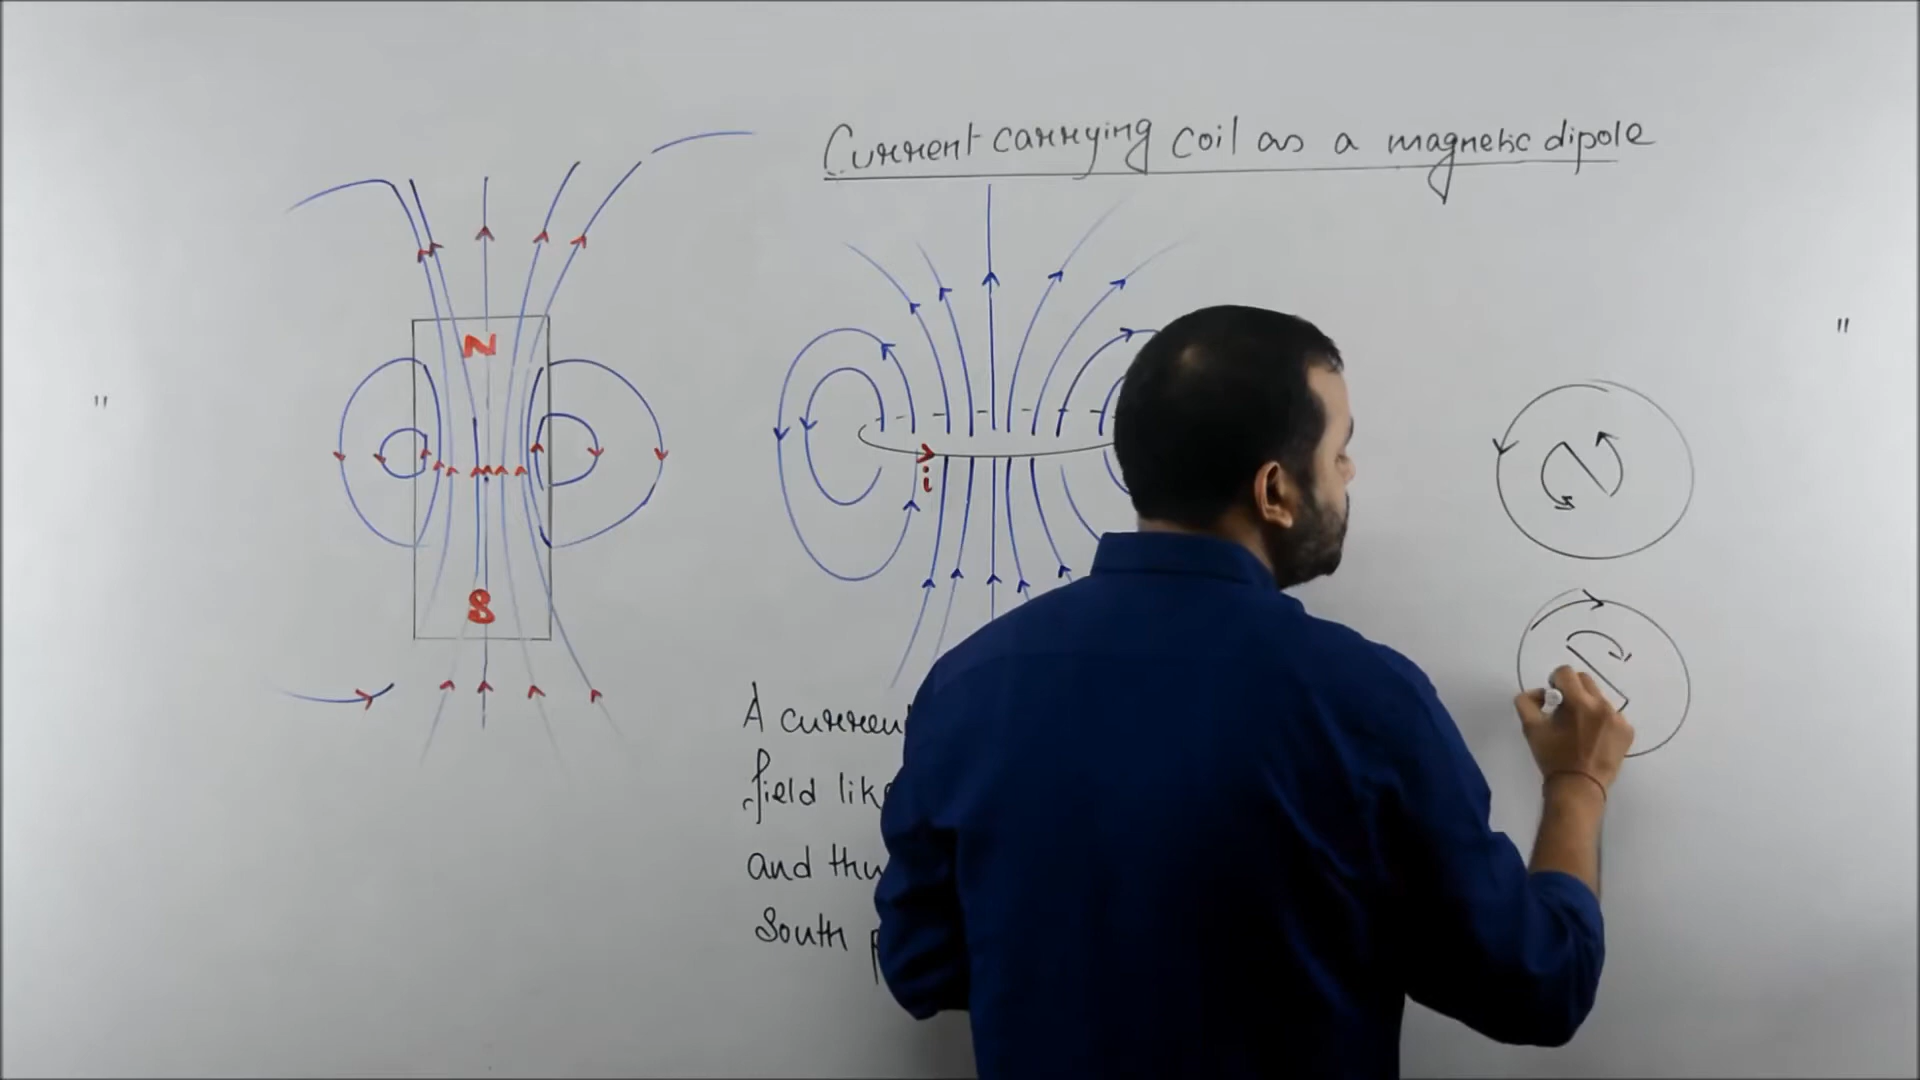 Current carrying coil as a magnetic dipole
"
"
N
i
S
A current
field like
and thu
South p